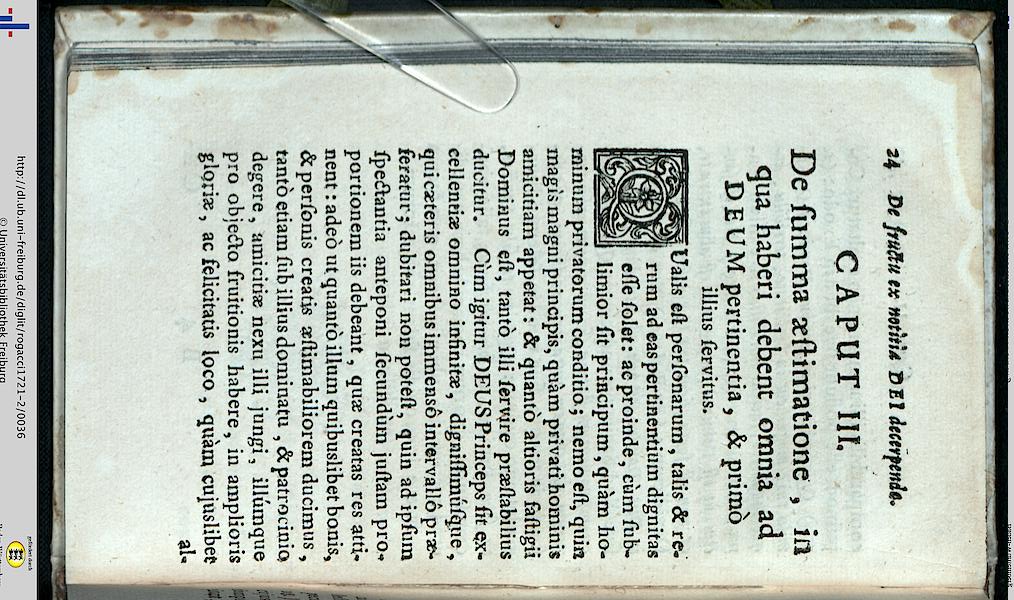 24 De fructu ex notitia DEI decerpendo.
CAPUT III.
De summa æstimatione, in
qua haberi debent omnia ad
DEUM pertinentia, & primò
illius servitus.
QUalis est personarum, talis & re-
rum ad eas pertinentium dignitas
esse solet: ac proinde, cùm sub-
limior sit principum, quàm ho-
minum privatorum conditio; nemo est, quin
magis magni principis, quàm privati hominis
amicitiam appetat: & quantò altioris fastigii
Dominus est, tantò illi servire præstabilius
ducitur. Cùm igitur DEUS Princeps sit ex-
cellentiæ omnino infinitæ, dignissimúsque,
qui cæteris omnibus immensô intervallô præ-
feratur; dubitari non potest, quin ad ipsum
spectantia anteponi secundùm justam pro-
portionem iis debeant, quæ creatas res atti-
nent: adeò ut quantò illum quibuslibet bonis,
& personis creatis æstimabiliorem ducimus,
tantò etiam sub illius dominatu, & patrocinio
degere, amicitiæ nexu illi jungi, illúmque
pro objecto fruitionis habere, in amplioris
gloriæ, ac felicitatis loco, quàm cujuslibet
al-
http://dl.ub.uni-freiburg.de/diglit/rogacci1721-2/0036
© Universitätsbibliothek Freiburg